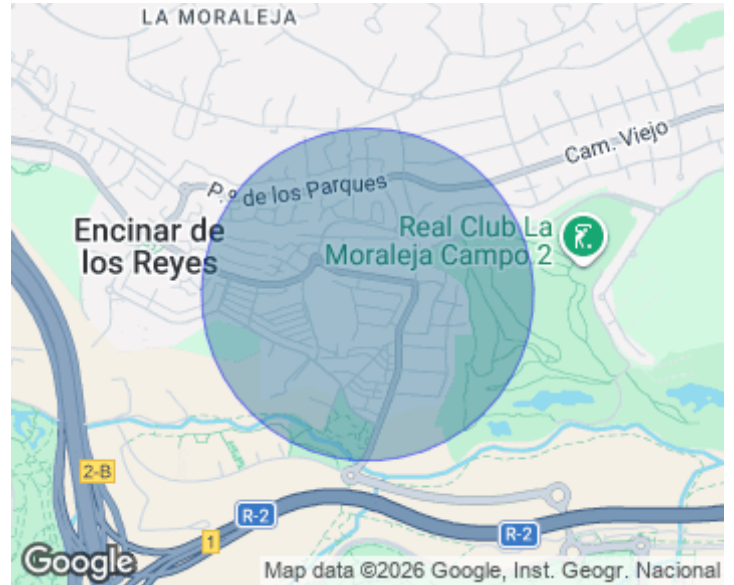 LA MORALEJA
Cam. Viejo
P.º de los Parques
Encinar de
los Reyes
Real Club La
Moraleja Campo 2
2-B
R-2
1
R-2
Google
Map data ©2026 Google, Inst. Geogr. Nacional